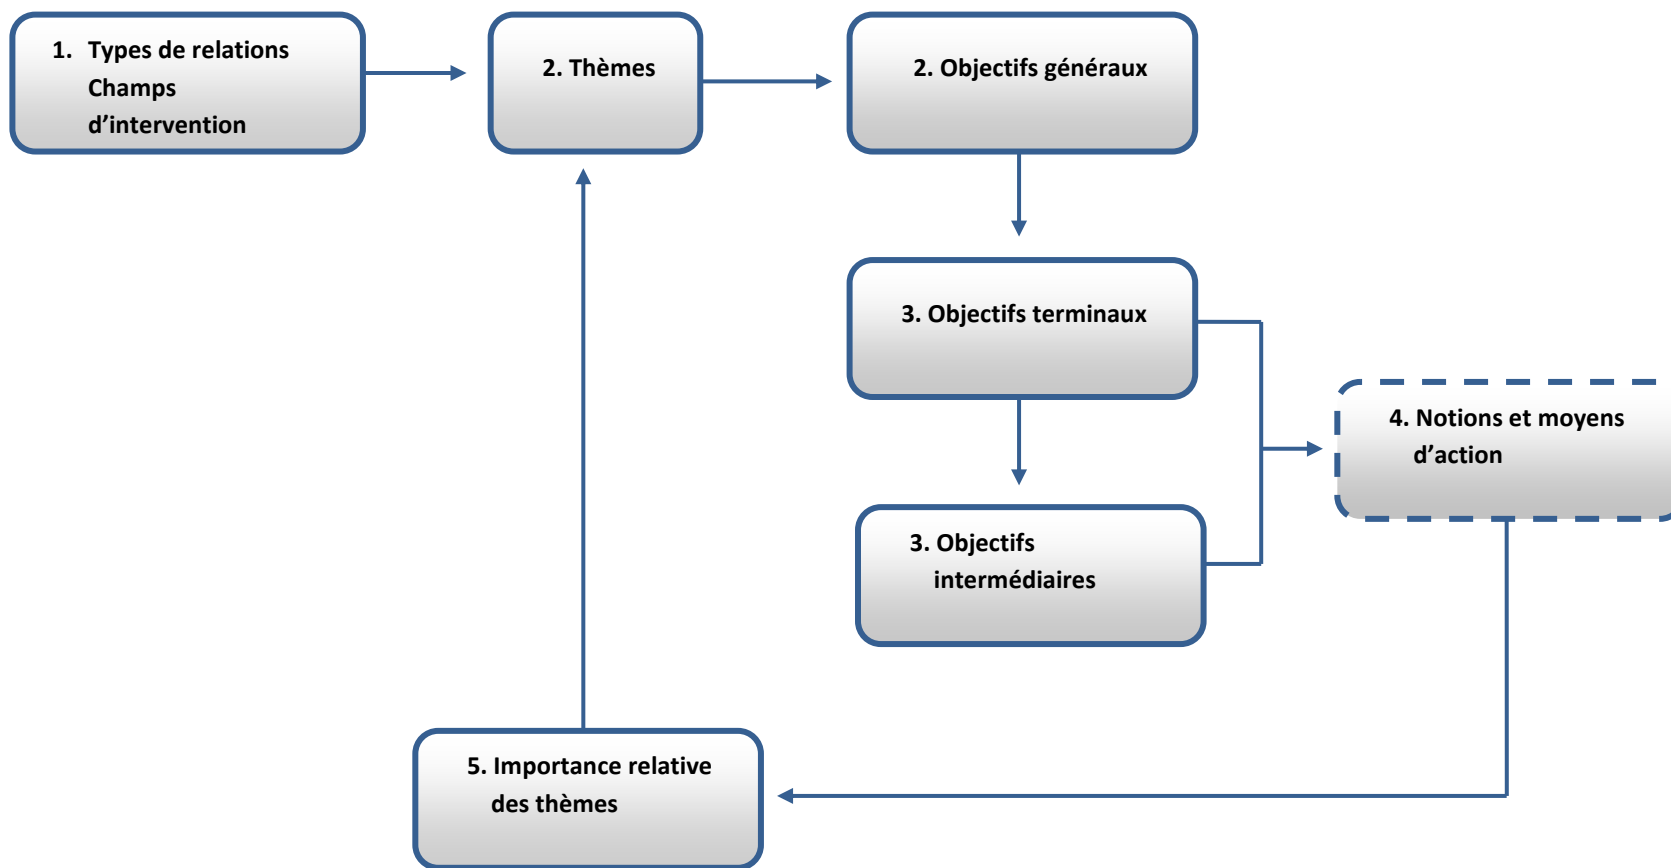 1. Types de relations
Champs
d’intervention
2. Thèmes
2. Objectifs généraux
3. Objectifs terminaux
4. Notions et moyens
d’action
3. Objectifs
intermédiaires
5. Importance relative
des thèmes